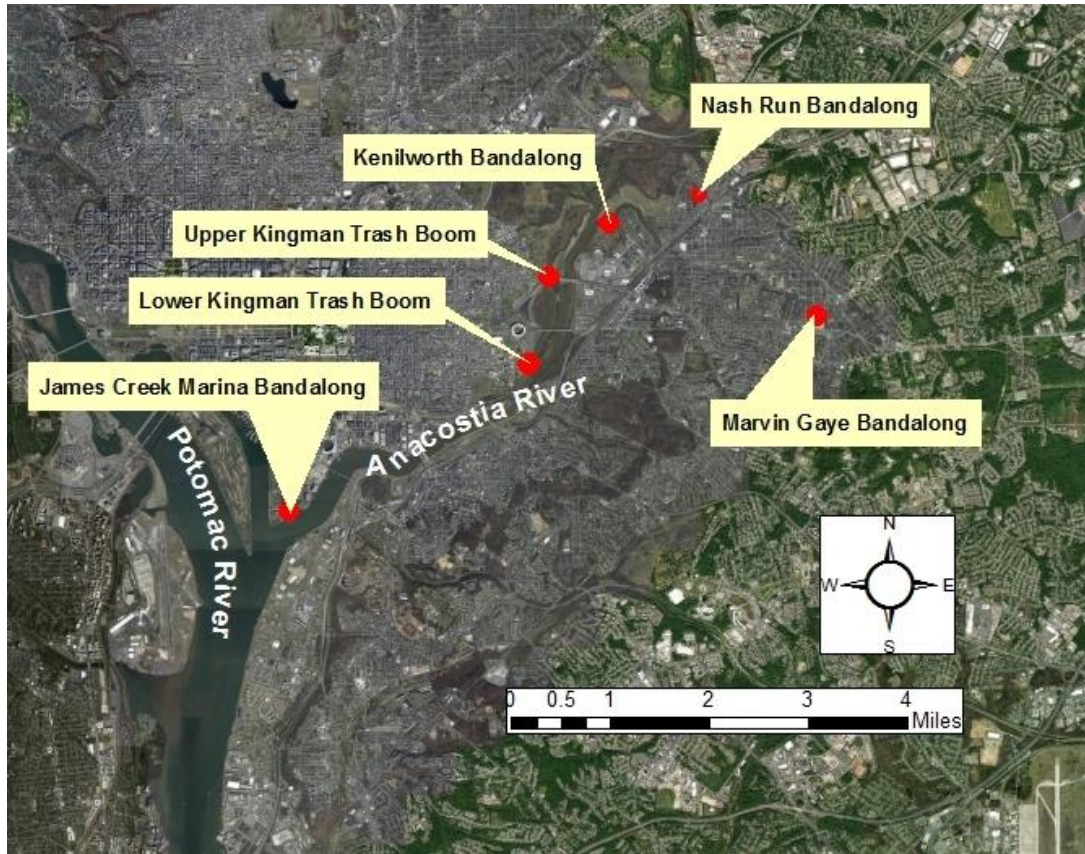 Nash Run Bandalong
Kenilworth Bandalong
Upper Kingman Trash Boom
Lower Kingman Trash Boom
James Creek Marina Bandalong
Marvin Gaye Bandalong
Anacostia River
Potomac River
N
W E
S
0 0.5 1 2 3 4
Miles